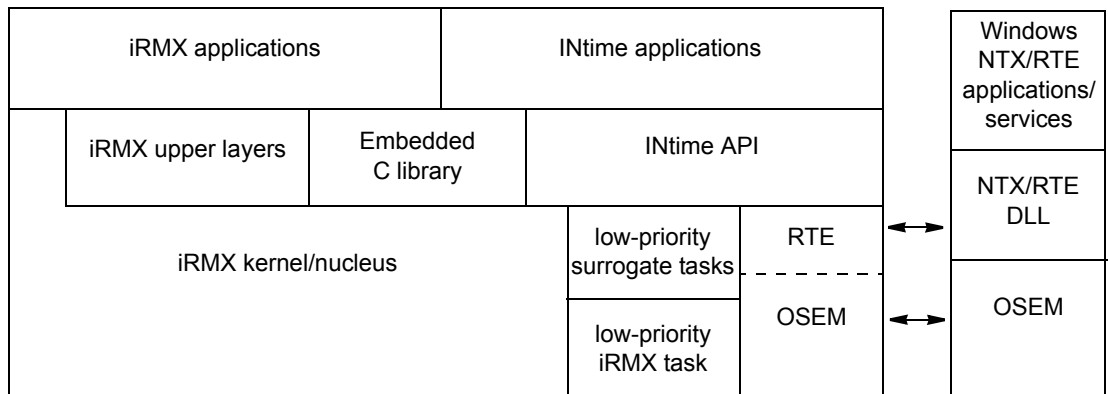 iRMX applications
INtime applications
Windows
NTX/RTE
applications/
services
iRMX upper layers
Embedded
C library
INtime API
NTX/RTE
DLL
iRMX kernel/nucleus
low-priority
surrogate tasks
RTE
low-priority
iRMX task
OSEM
OSEM